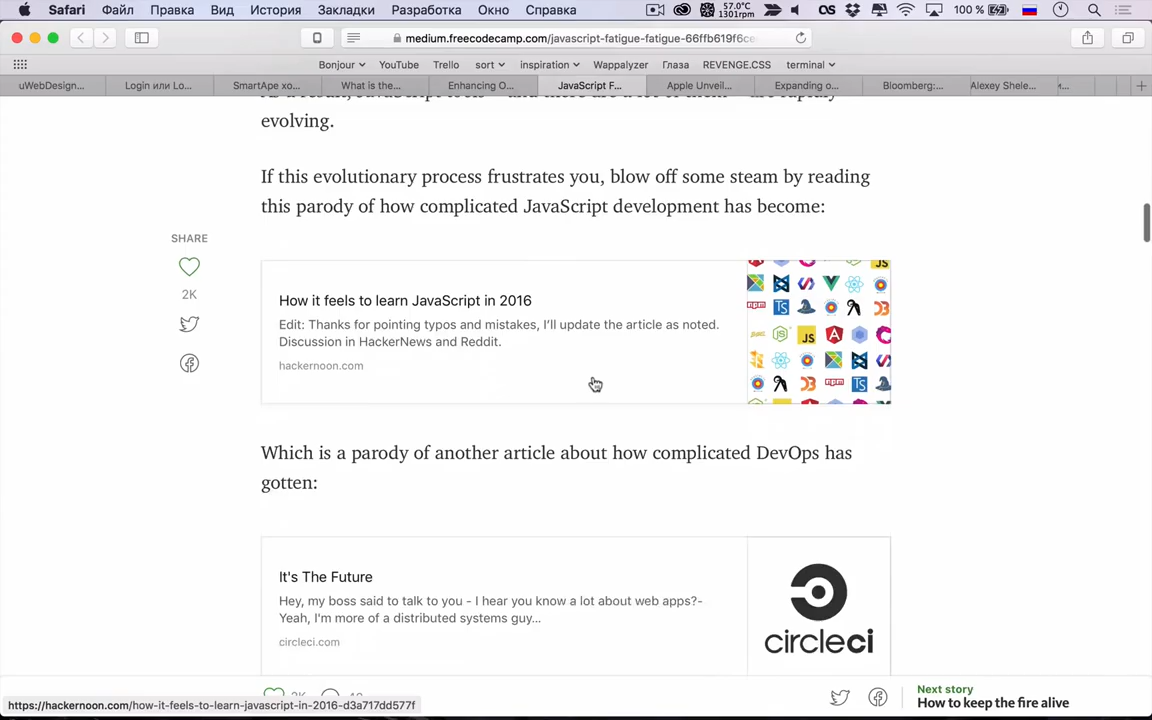 Safari Файл Правка Вид История Закладки Разработка Окно Справка 57.0°C 1301rpm 100 %
medium.freecodecamp.com/javascript-fatigue-fatigue-66ffb619f6ce
Bonjour YouTube Trello sort inspiration Wappalyzer Глаза REVENGE.CSS terminal
uWebDesign... Login или Lo... SmartApe хо... What is the... Enhancing O... JavaScript F... Apple Unveil... Expanding o... Bloomberg:... Alexey Shele...
evolving.
If this evolutionary process frustrates you, blow off some steam by reading
this parody of how complicated JavaScript development has become:
SHARE
2K
How it feels to learn JavaScript in 2016
Edit: Thanks for pointing typos and mistakes, I'll update the article as noted.
Discussion in HackerNews and Reddit.
hackernoon.com
Which is a parody of another article about how complicated DevOps has
gotten:
It's The Future
Hey, my boss said to talk to you - I hear you know a lot about web apps?-
Yeah, I'm more of a distributed systems guy...
circleci.com
circleci
Next story
How to keep the fire alive
https://hackernoon.com/how-it-feels-to-learn-javascript-in-2016-d3a717dd577f